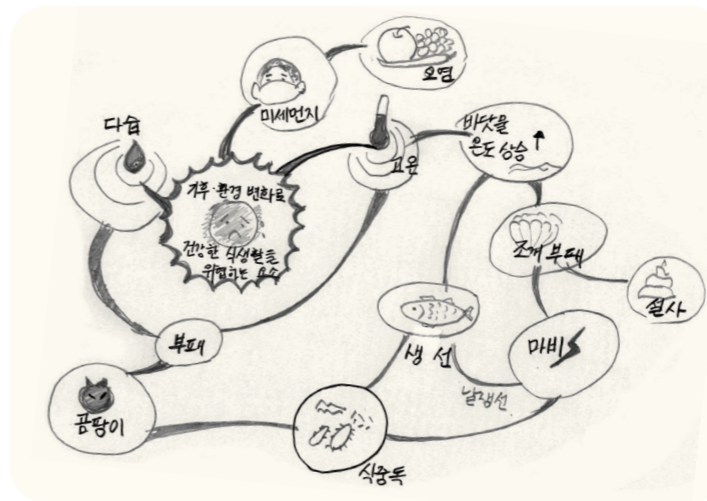 오염
미세먼지
다습
고온
바닷물
온도 상승
기후·환경 변화로
건강한 식생활을
위협하는 요소
조개 부패
설사
부패
생선
마비
날생선
곰팡이
식중독